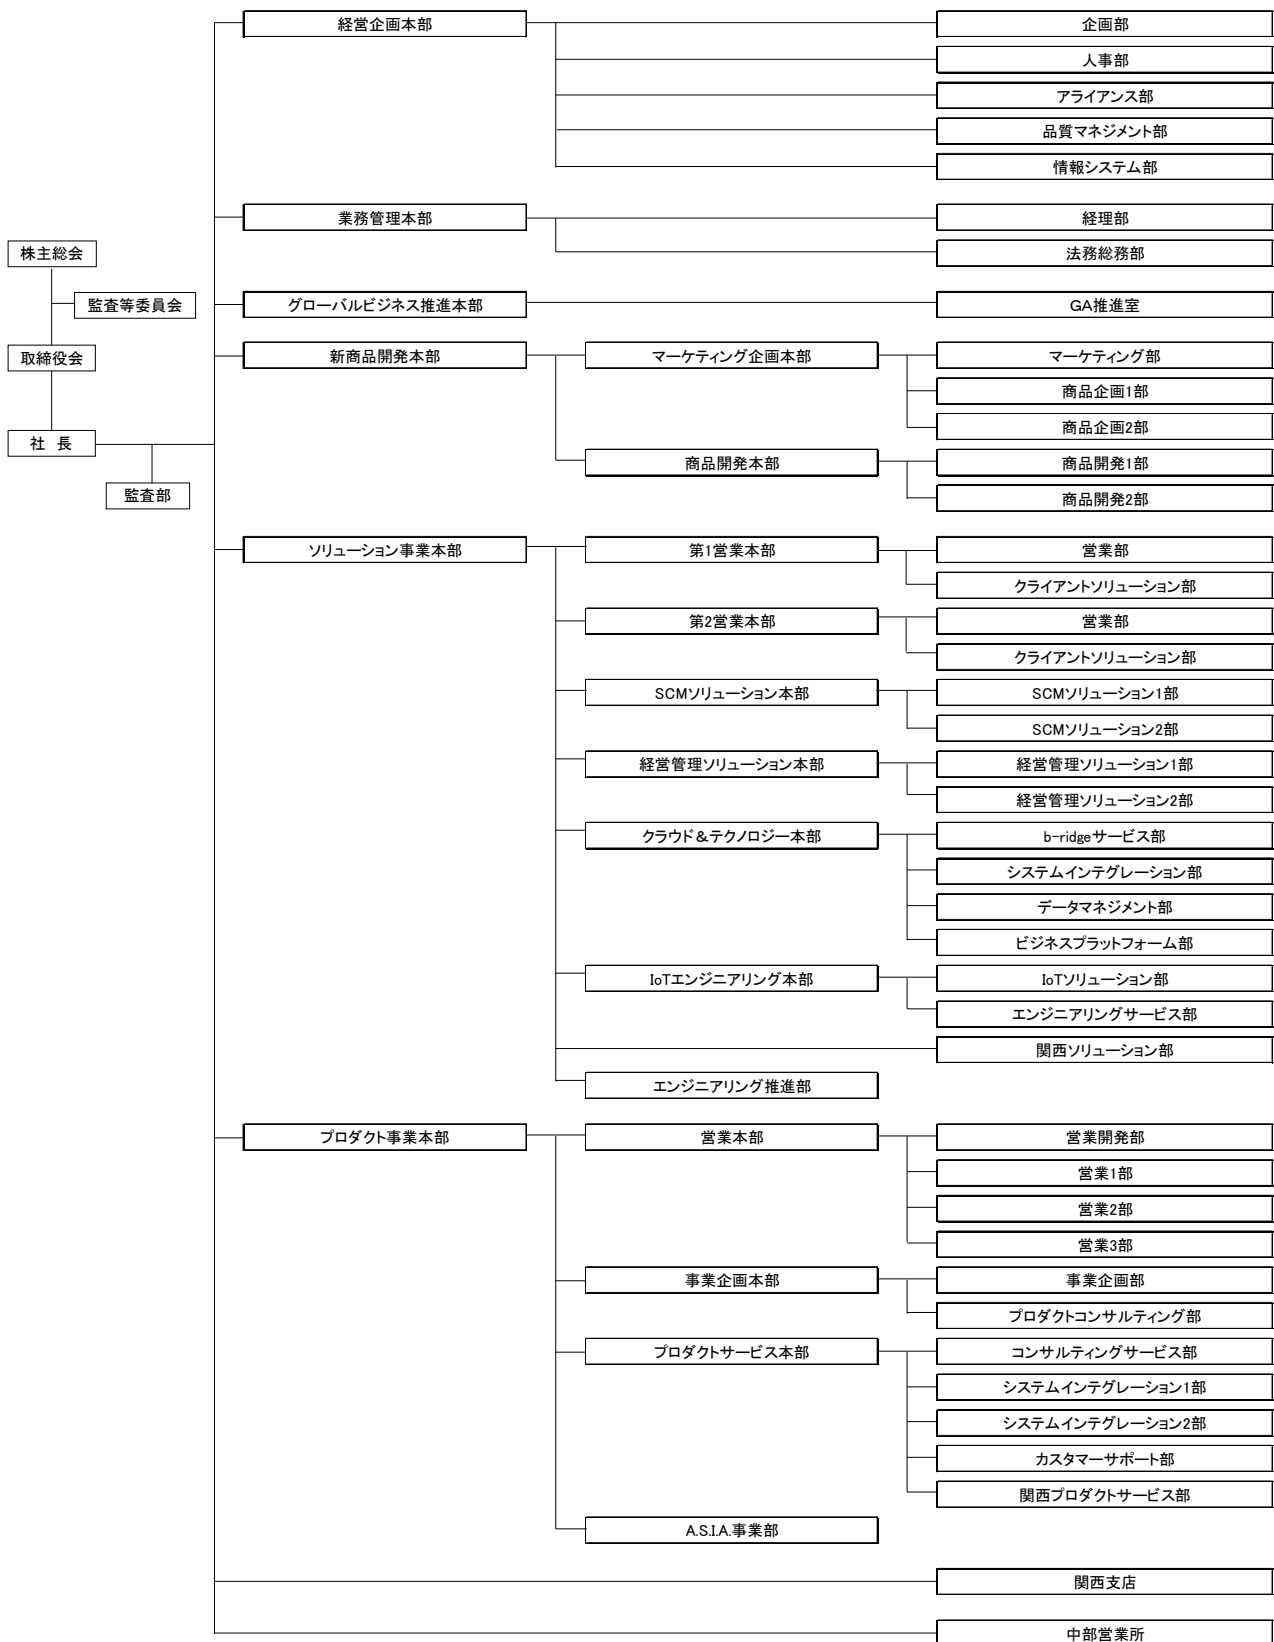 経営企画本部
企画部
人事部
アライアンス部
品質マネジメント部
情報システム部
業務管理本部
経理部
法務総務部
株主総会
監査等委員会
取締役会
社 長
監査部
グローバルビジネス推進本部
GA推進室
新商品開発本部
マーケティング企画本部
マーケティング部
商品企画1部
商品企画2部
商品開発本部
商品開発1部
商品開発2部
ソリューション事業本部
第1営業本部
営業部
クライアントソリューション部
第2営業本部
営業部
クライアントソリューション部
SCMソリューション本部
SCMソリューション1部
SCMソリューション2部
経営管理ソリューション本部
経営管理ソリューション1部
経営管理ソリューション2部
クラウド＆テクノロジー本部
b-ridgeサービス部
システムインテグレーション部
データマネジメント部
ビジネスプラットフォーム部
IoTエンジニアリング本部
IoTソリューション部
エンジニアリングサービス部
関西ソリューション部
エンジニアリング推進部
プロダクト事業本部
営業本部
営業開発部
営業1部
営業2部
営業3部
事業企画本部
事業企画部
プロダクトコンサルティング部
プロダクトサービス本部
コンサルティングサービス部
システムインテグレーション1部
システムインテグレーション2部
カスタマーサポート部
関西プロダクトサービス部
A.S.I.A.事業部
関西支店
中部営業所